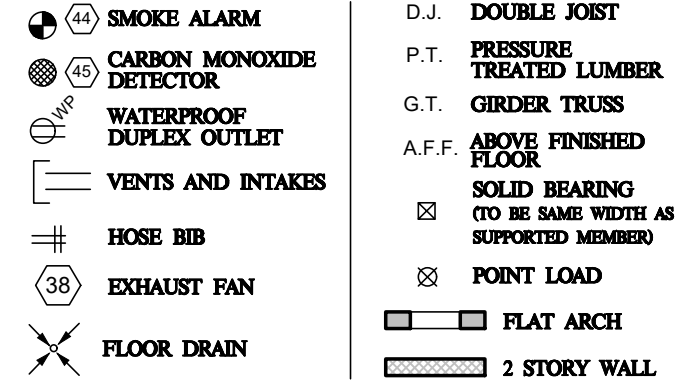 44 SMOKE ALARM
45 CARBON MONOXIDE
DETECTOR
WP WATERPROOF
DUPLEX OUTLET
VENTS AND INTAKES
HOSE BIB
38 EXHAUST FAN
FLOOR DRAIN
D.J. DOUBLE JOIST
P.T. PRESSURE
TREATED LUMBER
G.T. GIRDER TRUSS
A.F.F. ABOVE FINISHED
FLOOR
SOLID BEARING
(TO BE SAME WIDTH AS
SUPPORTED MEMBER)
POINT LOAD
FLAT ARCH
2 STORY WALL